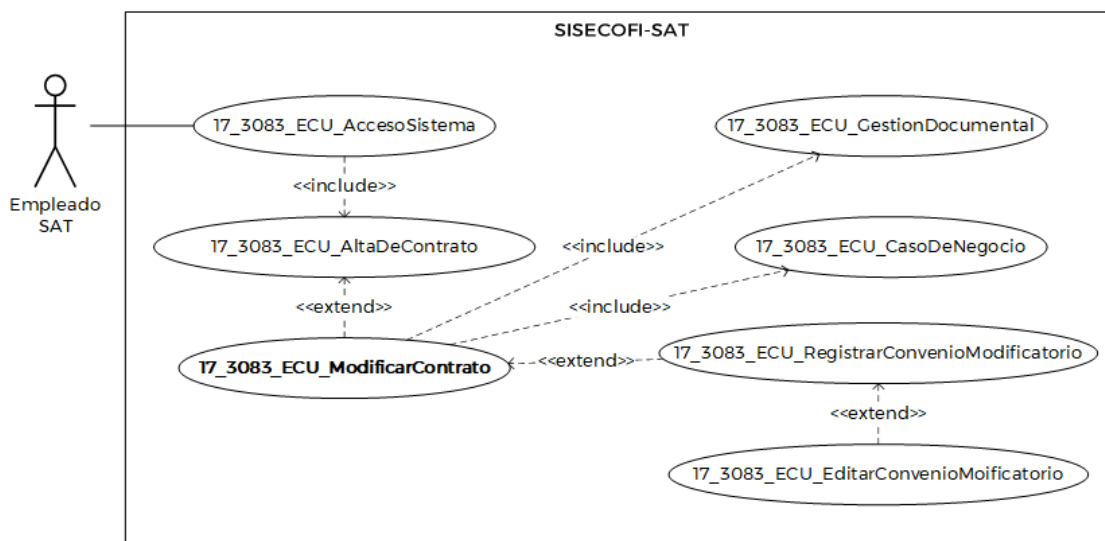 SISECOFI-SAT
17_3083_ECU_AccesoSistema
17_3083_ECU_GestionDocumental
<<include>>
Empleado
SAT
17_3083_ECU_AltaDeContrato
<<include>>
17_3083_ECU_CasoDeNegocio
<<extend>>
<<include>>
17_3083_ECU_ModificarContrato
<<extend>>
17_3083_ECU_RegistrarConvenioModificatorio
<<extend>>
17_3083_ECU_EditarConvenioMoificatorio